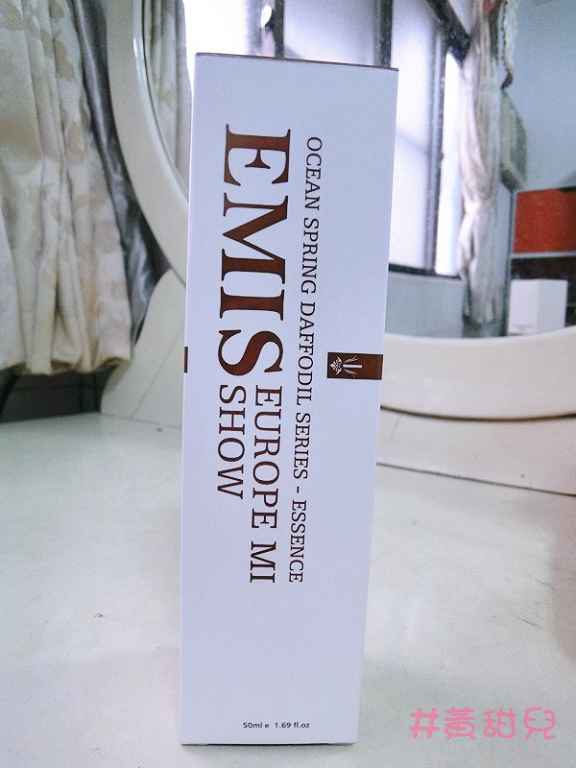 OCEAN SPRING DAFFODIL SERIES - ESSENCE
EMIS EUROPE MI
SHOW
50ml e 1.69 fl.oz
#黃甜兒